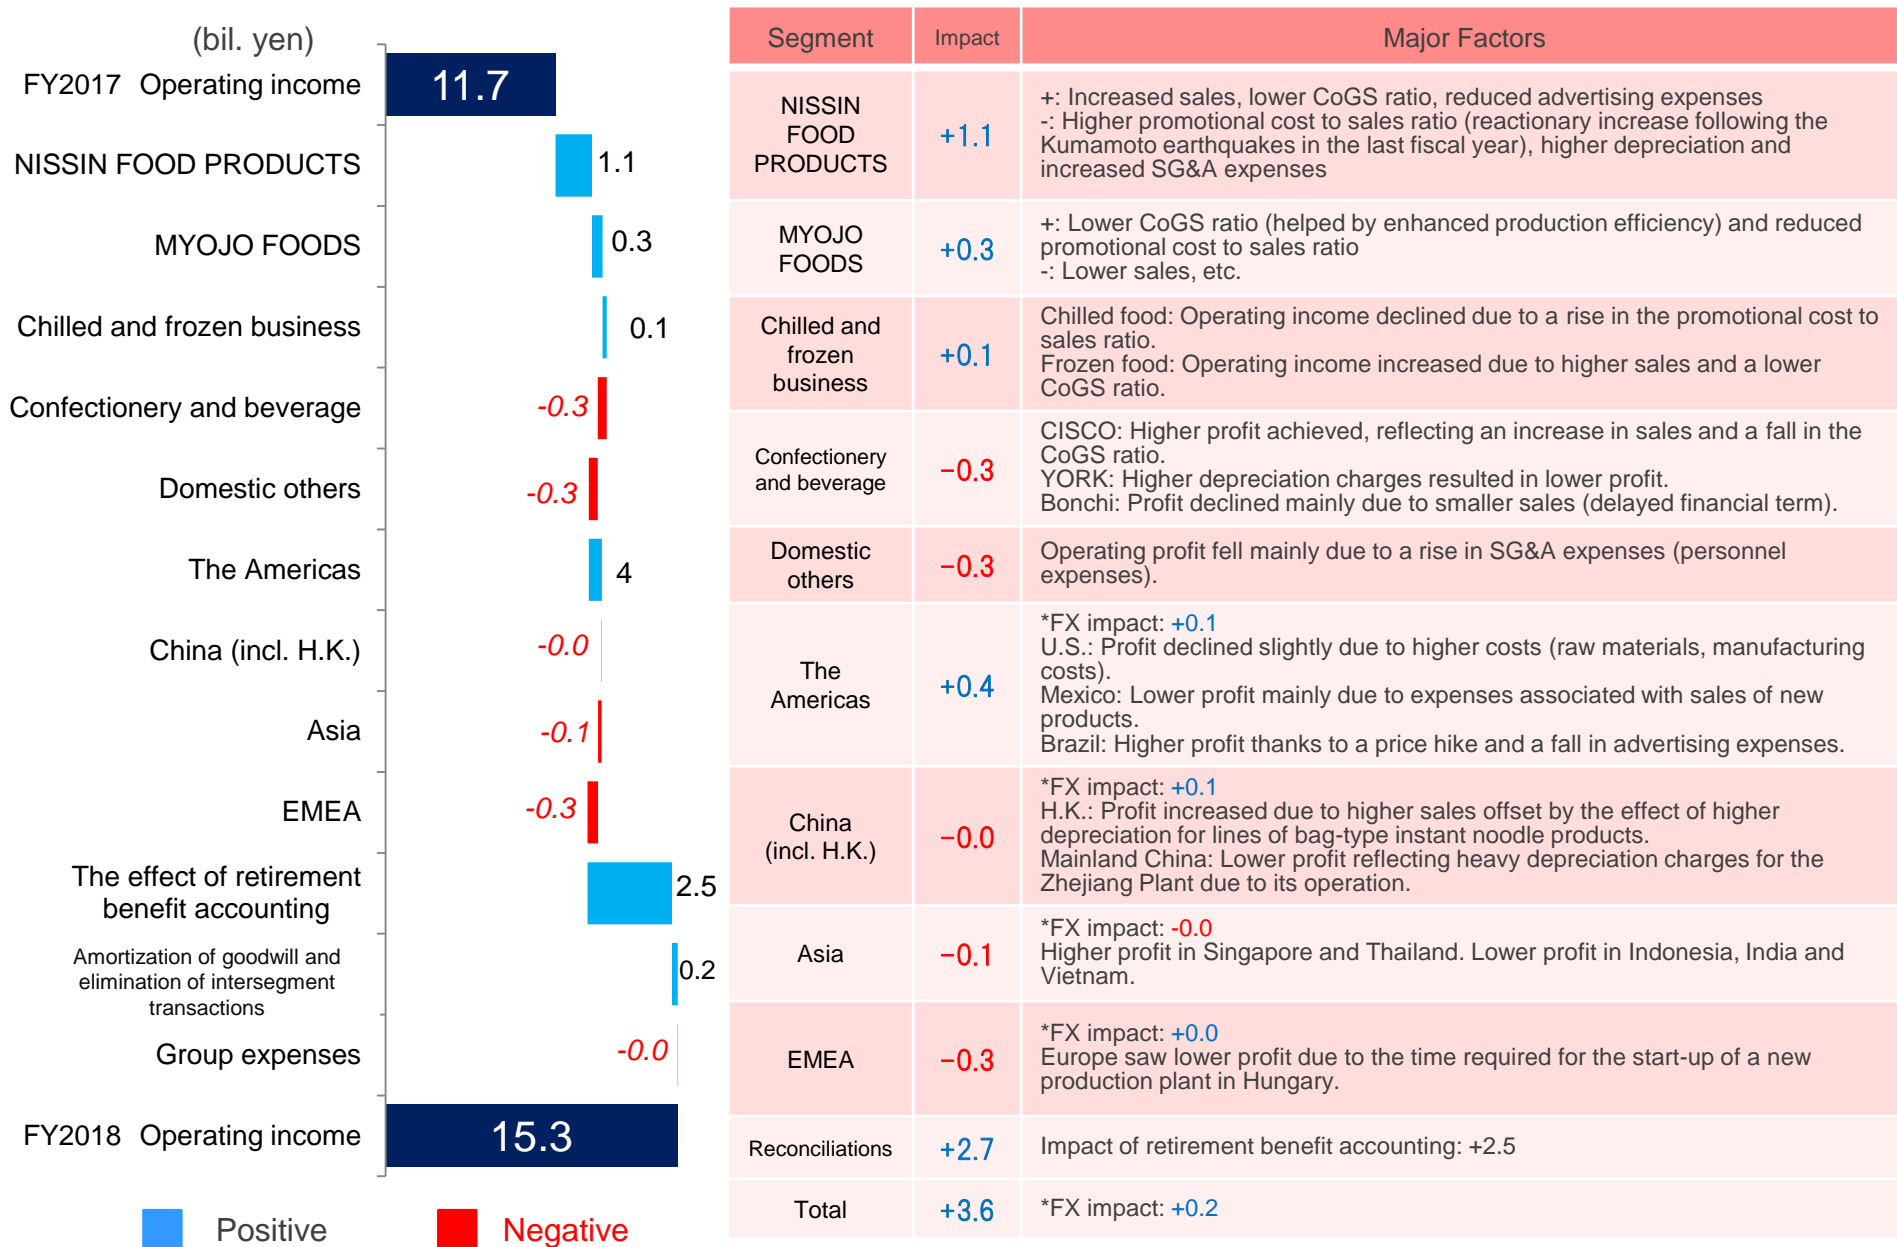 (bil. yen)
FY2017 Operating income
11.7
NISSIN FOOD PRODUCTS
1.1
MYOJO FOODS
0.3
Chilled and frozen business
0.1
Confectionery and beverage
-0.3
Domestic others
-0.3
The Americas
4
China (incl. H.K.)
-0.0
Asia
-0.1
EMEA
-0.3
The effect of retirement
benefit accounting
2.5
Amortization of goodwill and
elimination of intersegment
transactions
0.2
Group expenses
-0.0
FY2018 Operating income
15.3
Positive
Negative
Segment
Impact
Major Factors
NISSIN
FOOD
PRODUCTS
+1.1
+: Increased sales, lower CoGS ratio, reduced advertising expenses
-: Higher promotional cost to sales ratio (reactionary increase following the
Kumamoto earthquakes in the last fiscal year), higher depreciation and
increased SG&A expenses
MYOJO
FOODS
+0.3
+: Lower CoGS ratio (helped by enhanced production efficiency) and reduced
promotional cost to sales ratio
-: Lower sales, etc.
Chilled and
frozen
business
+0.1
Chilled food: Operating income declined due to a rise in the promotional cost to
sales ratio.
Frozen food: Operating income increased due to higher sales and a lower
CoGS ratio.
Confectionery
and beverage
−0.3
CISCO: Higher profit achieved, reflecting an increase in sales and a fall in the
CoGS ratio.
YORK: Higher depreciation charges resulted in lower profit.
Bonchi: Profit declined mainly due to smaller sales (delayed financial term).
Domestic
others
−0.3
Operating profit fell mainly due to a rise in SG&A expenses (personnel
expenses).
The
Americas
+0.4
*FX impact: +0.1
U.S.: Profit declined slightly due to higher costs (raw materials, manufacturing
costs).
Mexico: Lower profit mainly due to expenses associated with sales of new
products.
Brazil: Higher profit thanks to a price hike and a fall in advertising expenses.
China
(incl. H.K.)
−0.0
*FX impact: +0.1
H.K.: Profit increased due to higher sales offset by the effect of higher
depreciation for lines of bag-type instant noodle products.
Mainland China: Lower profit reflecting heavy depreciation charges for the
Zhejiang Plant due to its operation.
Asia
−0.1
*FX impact: -0.0
Higher profit in Singapore and Thailand. Lower profit in Indonesia, India and
Vietnam.
EMEA
−0.3
*FX impact: +0.0
Europe saw lower profit due to the time required for the start-up of a new
production plant in Hungary.
Reconciliations
+2.7
Impact of retirement benefit accounting: +2.5
Total
+3.6
*FX impact: +0.2